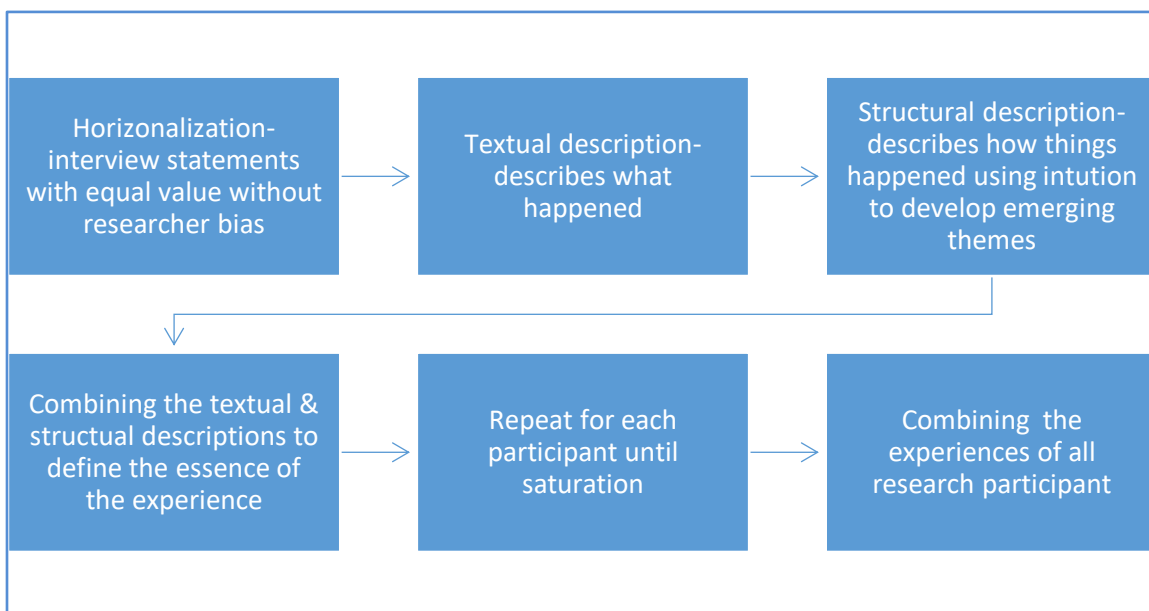 Horizonalization-
interview statements
with equal value without
researcher bias
Textual description-
describes what
happened
Structural description-
describes how things
happened using intution
to develop emerging
themes
Combining the textual &
structual descriptions to
define the essence of
the experience
Repeat for each
participant until
saturation
Combining the
experiences of all
research participant